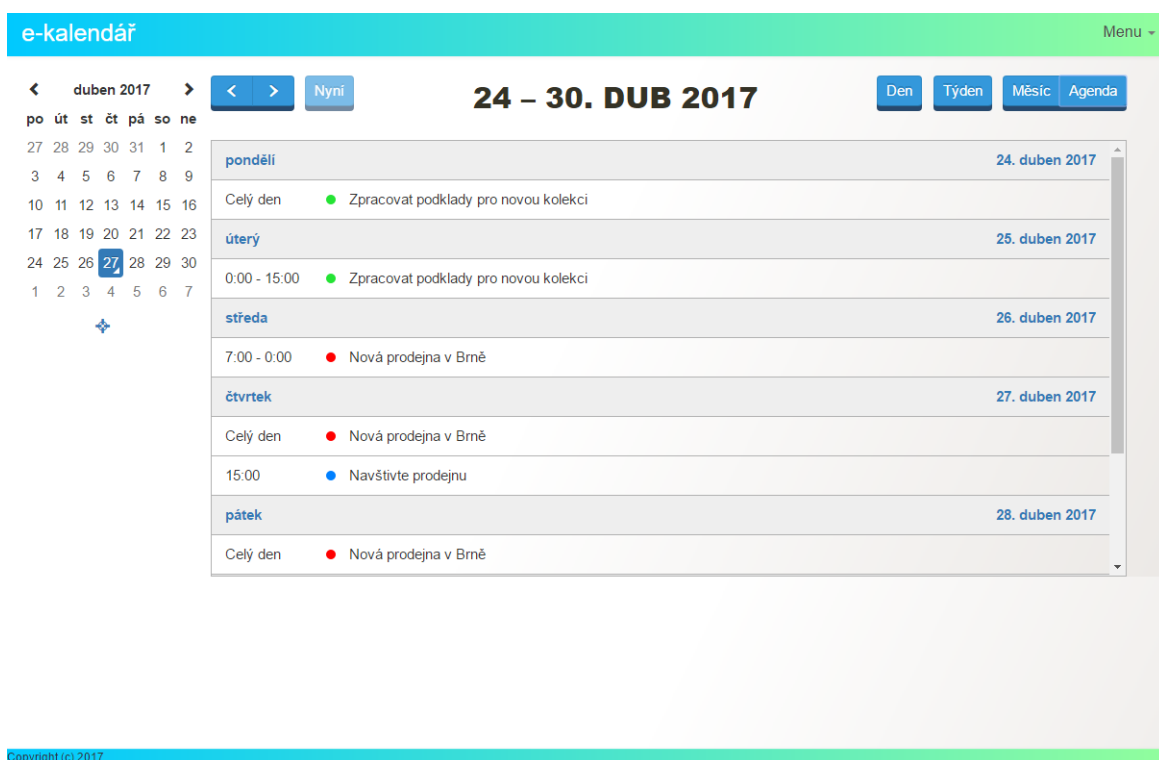 e-kalendář
Menu
duben 2017
Nyní
24 – 30. DUB 2017
Den
Týden
Měsíc
Agenda
po út st čt pá so ne
27 28 29 30 31 1 2
3 4 5 6 7 8 9
10 11 12 13 14 15 16
17 18 19 20 21 22 23
24 25 26 27 28 29 30
1 2 3 4 5 6 7
pondělí 24. duben 2017
Celý den Zpracovat podklady pro novou kolekci
úterý 25. duben 2017
0:00 - 15:00 Zpracovat podklady pro novou kolekci
středa 26. duben 2017
7:00 - 0:00 Nová prodejna v Brně
čtvrtek 27. duben 2017
Celý den Nová prodejna v Brně
15:00 Navštivte prodejnu
pátek 28. duben 2017
Celý den Nová prodejna v Brně
Copyright (c) 2017